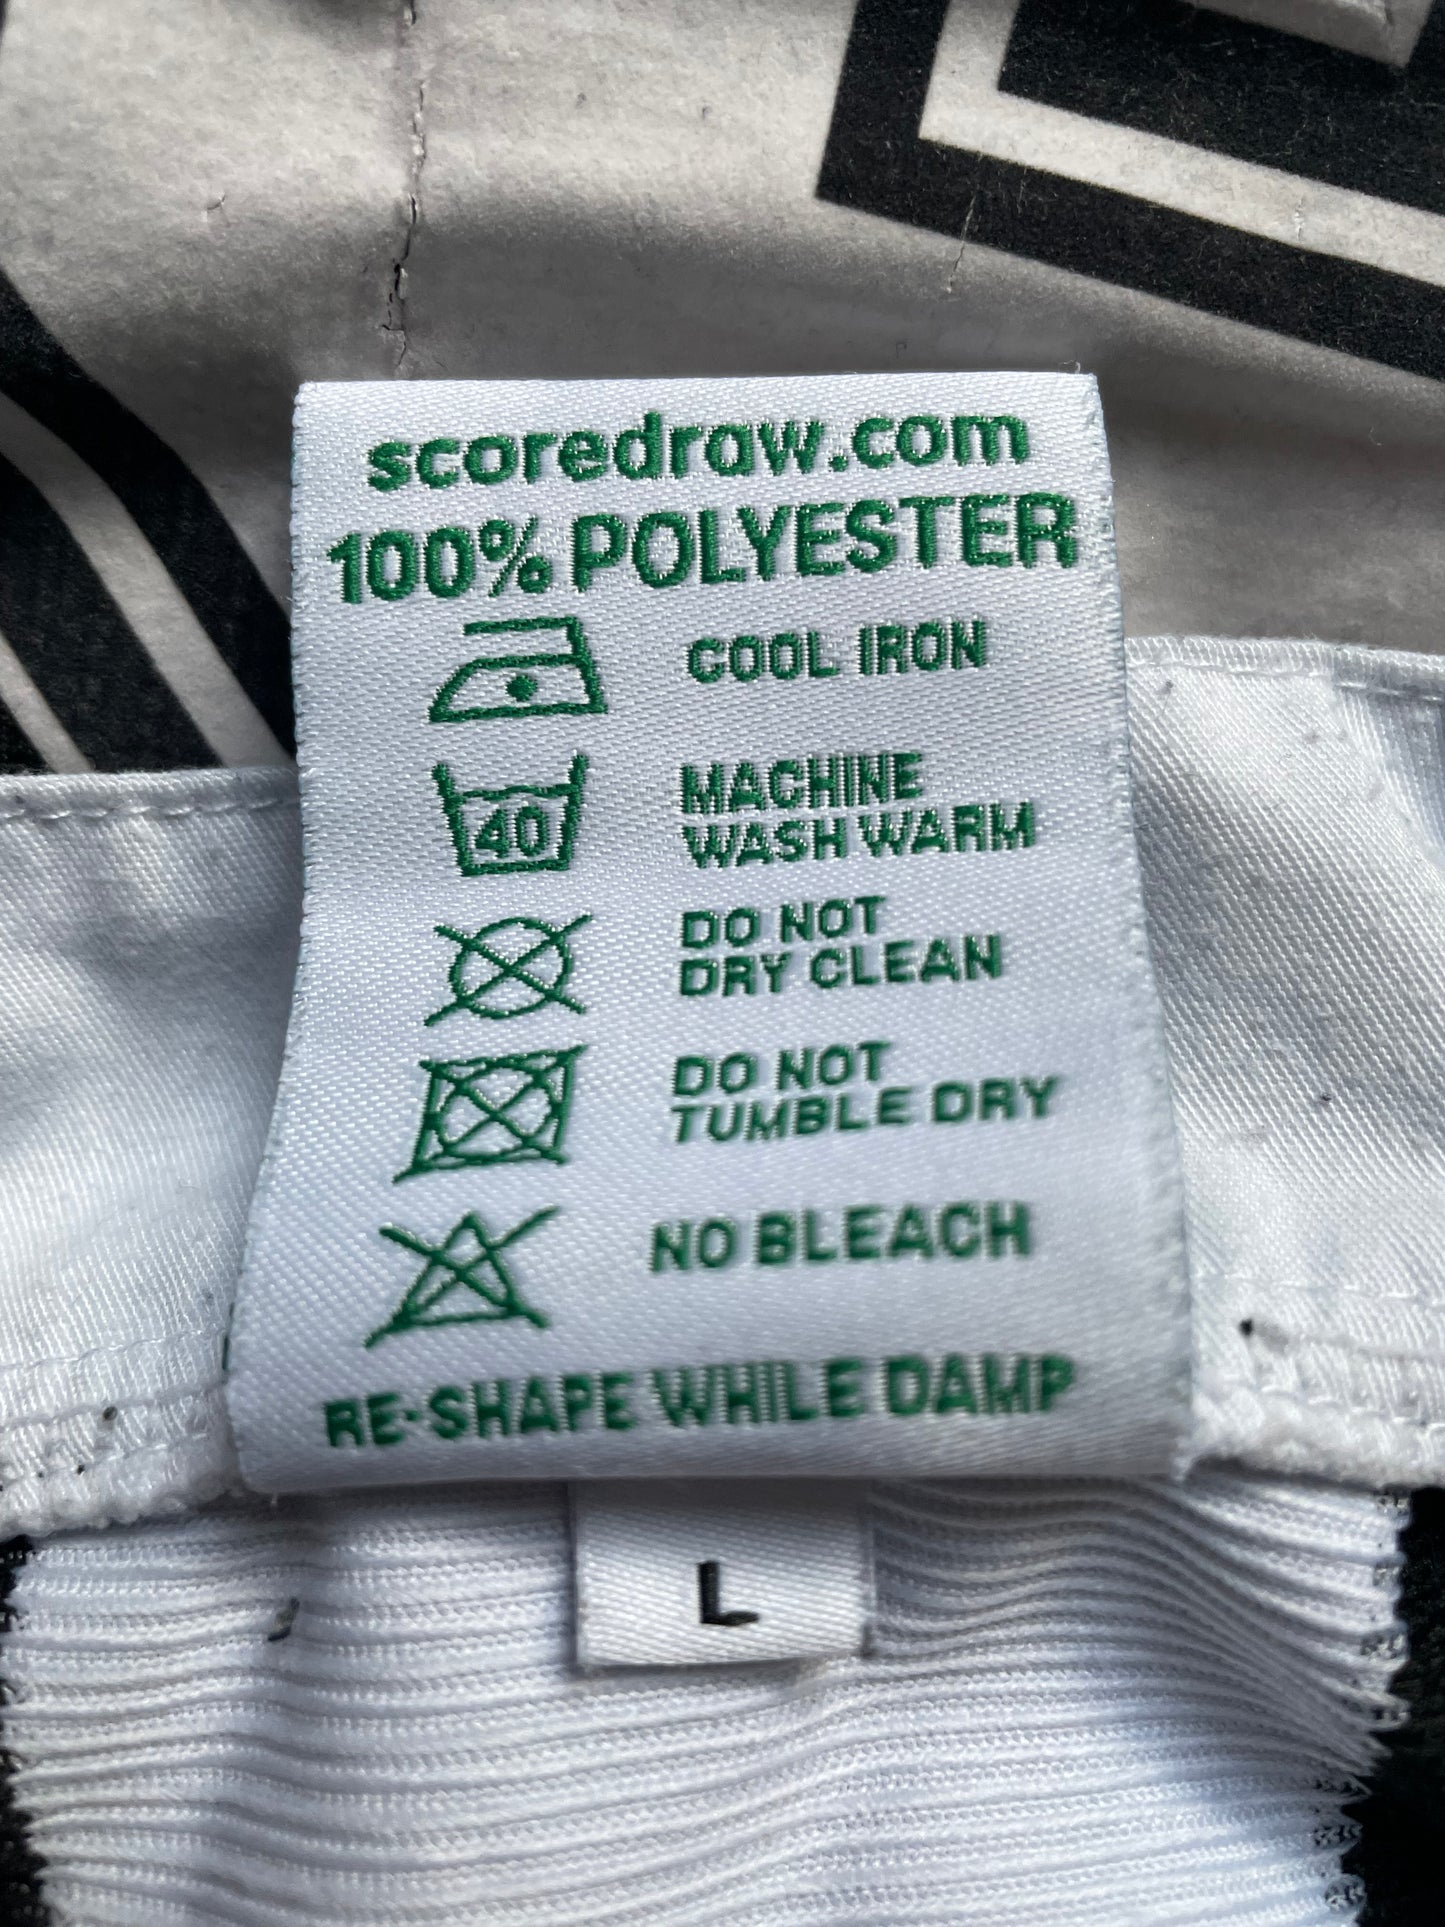 scoredraw.com
100% POLYESTER
COOL IRON
40
MACHINE
WASH WARM
DO NOT
DRY CLEAN
DO NOT
TUMBLE DRY
NO BLEACH
RE-SHAPE WHILE DAMP
L